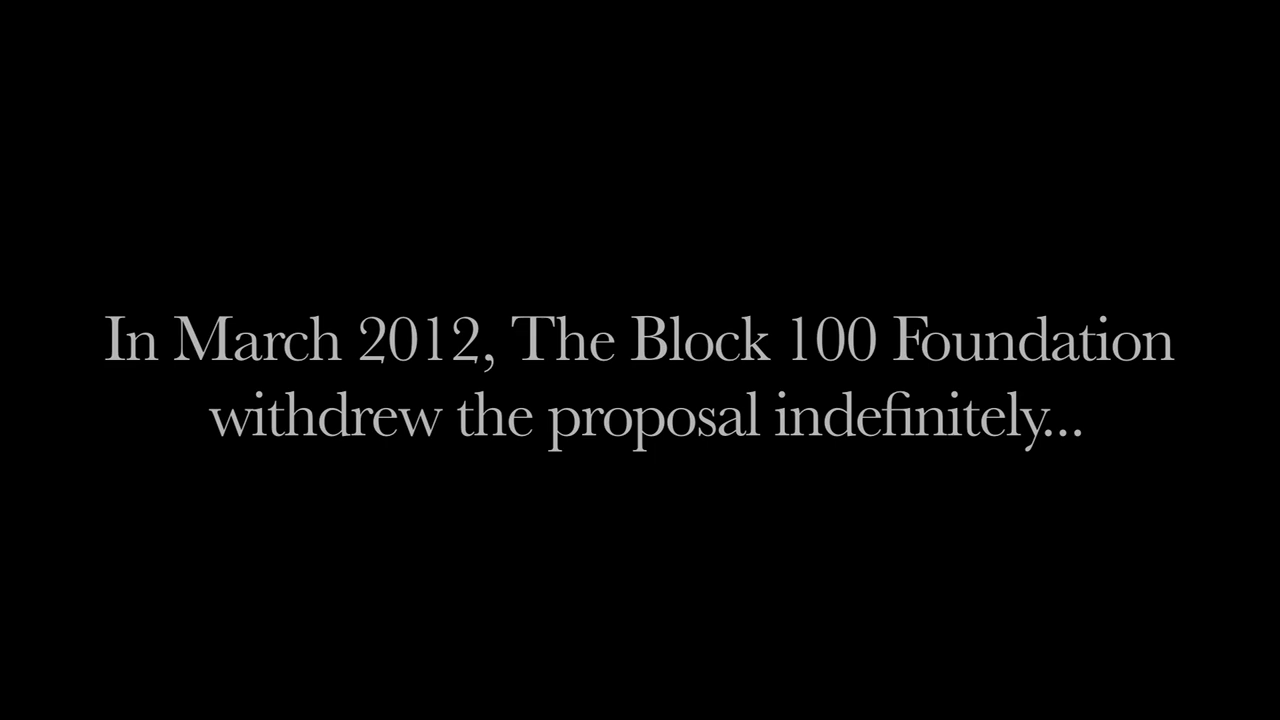 In March 2012, The Block 100 Foundation
withdrew the proposal indefinitely...